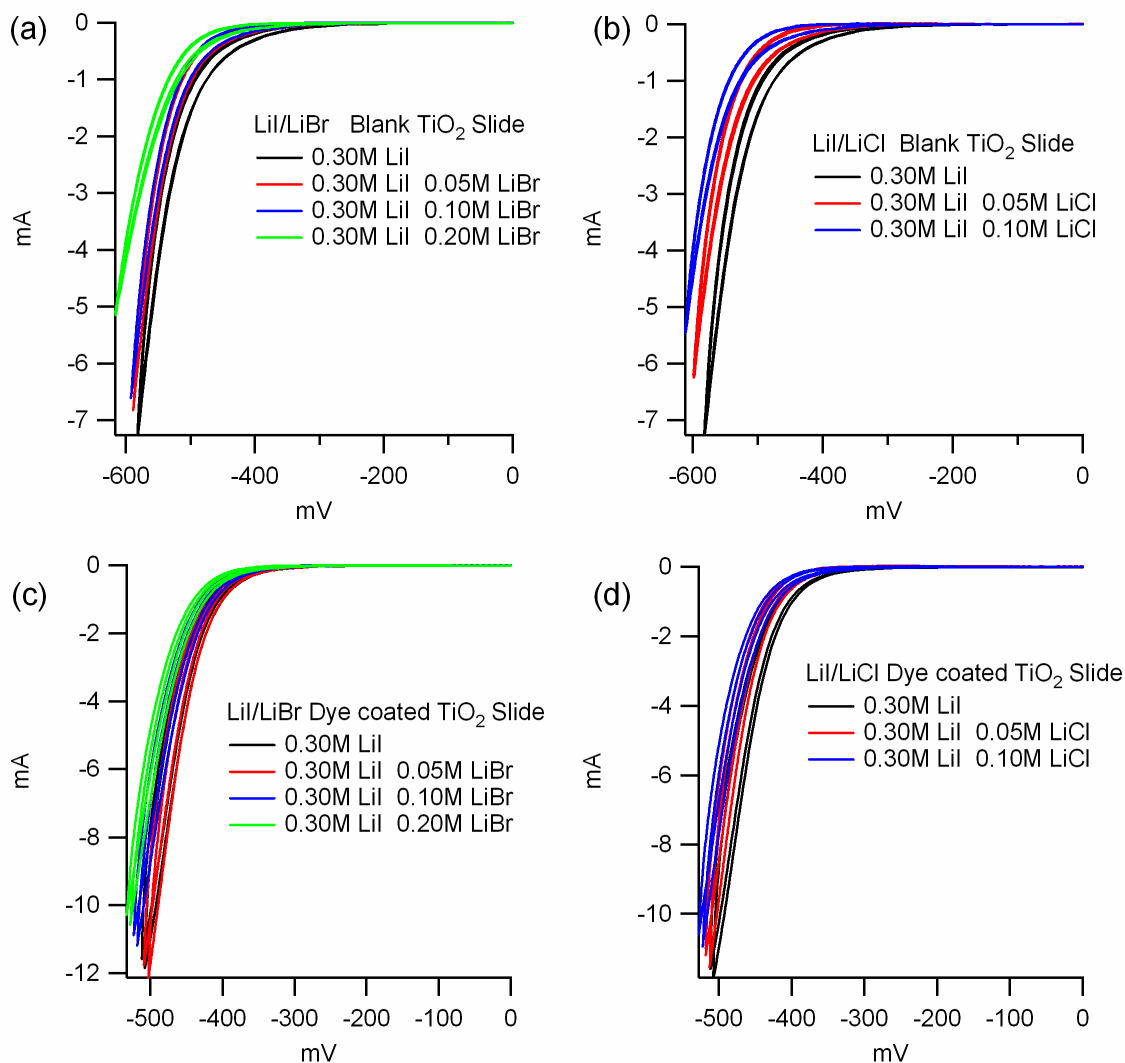 (a)
0
-1
-2
-3
-4
-5
-6
-7
mA
LiI/LiBr Blank TiO2 Slide
0.30M LiI
0.30M LiI 0.05M LiBr
0.30M LiI 0.10M LiBr
0.30M LiI 0.20M LiBr
-600 -400 -200 0
mV
(b)
0
-1
-2
-3
-4
-5
-6
-7
mA
LiI/LiCl Blank TiO2 Slide
0.30M LiI
0.30M LiI 0.05M LiCl
0.30M LiI 0.10M LiCl
-600 -400 -200 0
mV
(c)
0
-2
-4
-6
-8
-10
-12
mA
LiI/LiBr Dye coated TiO2 Slide
0.30M LiI
0.30M LiI 0.05M LiBr
0.30M LiI 0.10M LiBr
0.30M LiI 0.20M LiBr
-500 -400 -300 -200 -100 0
mV
(d)
0
-2
-4
-6
-8
-10
mA
LiI/LiCl Dye coated TiO2 Slide
0.30M LiI
0.30M LiI 0.05M LiCl
0.30M LiI 0.10M LiCl
-500 -400 -300 -200 -100 0
mV